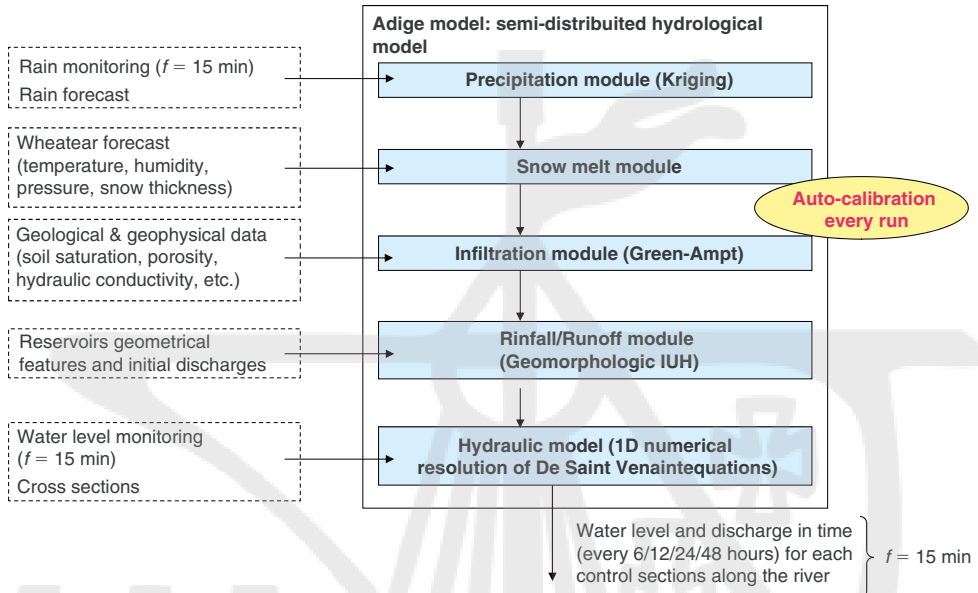 Adige model: semi-distribuited hydrological
model
Rain monitoring (f = 15 min)
Rain forecast
Precipitation module (Kriging)
Wheatear forecast
(temperature, humidity,
pressure, snow thickness)
Snow melt module
Auto-calibration
every run
Geological & geophysical data
(soil saturation, porosity,
hydraulic conductivity, etc.)
Infiltration module (Green-Ampt)
Reservoirs geometrical
features and initial discharges
Rinfall/Runoff module
(Geomorphologic IUH)
Water level monitoring
(f = 15 min)
Cross sections
Hydraulic model (1D numerical
resolution of De Saint Venaintequations)
Water level and discharge in time
(every 6/12/24/48 hours) for each
control sections along the river
f = 15 min